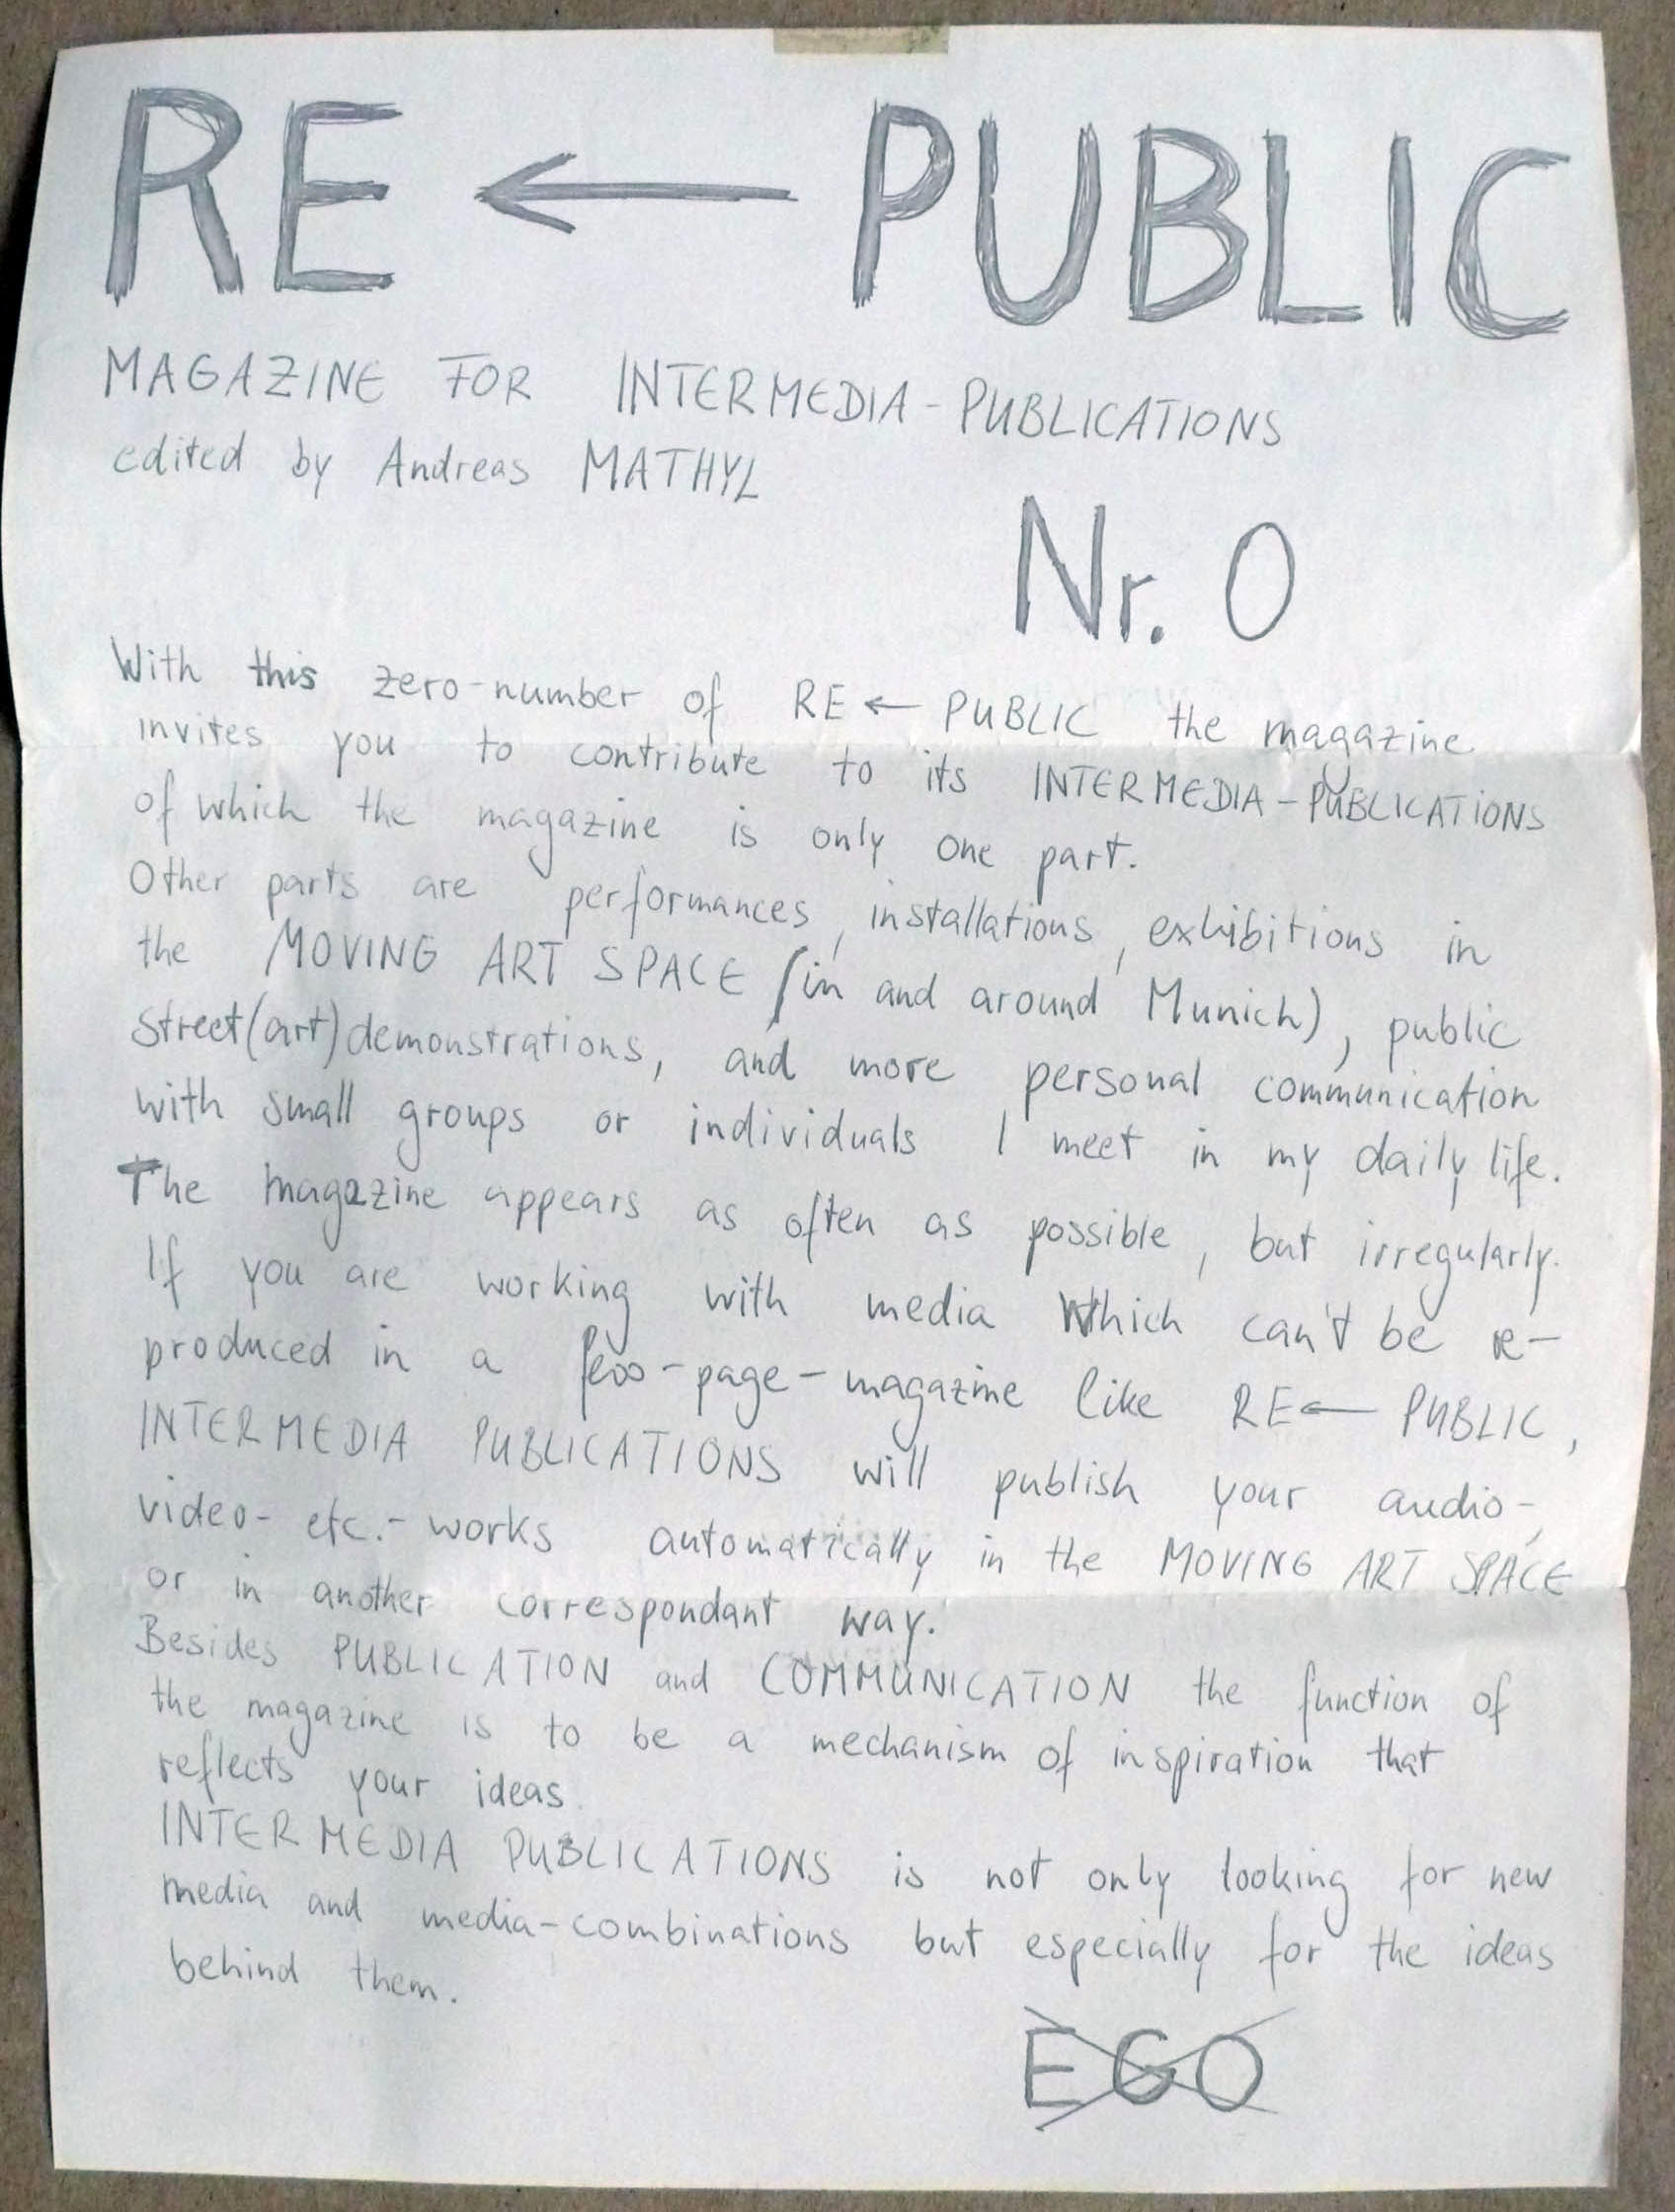 RE ← PUBLIC
MAGAZINE FOR INTERMEDIA-PUBLICATIONS
edited by Andreas MATHYL
Nr. 0
With this zero-number of RE ← PUBLIC the magazine
invites you to contribute to its INTERMEDIA-PUBLICATIONS
of which the magazine is only one part.
Other parts are performances, installations, exhibitions in
the MOVING ART SPACE (in and around Munich), public
street(art)demonstrations, and more personal communication
with small groups or individuals I meet in my daily life.
The magazine appears as often as possible, but irregularly.
If you are working with media which can't be re-
produced in a few-page-magazine like RE ← PUBLIC,
INTERMEDIA PUBLICATIONS will publish your audio-,
video- etc.-works automatically in the MOVING ART SPACE
or in another correspondant way.
Besides PUBLICATION and COMMUNICATION the function of
the magazine is to be a mechanism of inspiration that
reflects your ideas.
INTERMEDIA PUBLICATIONS is not only looking for new
media and media-combinations but especially for the ideas
behind them.
EGO